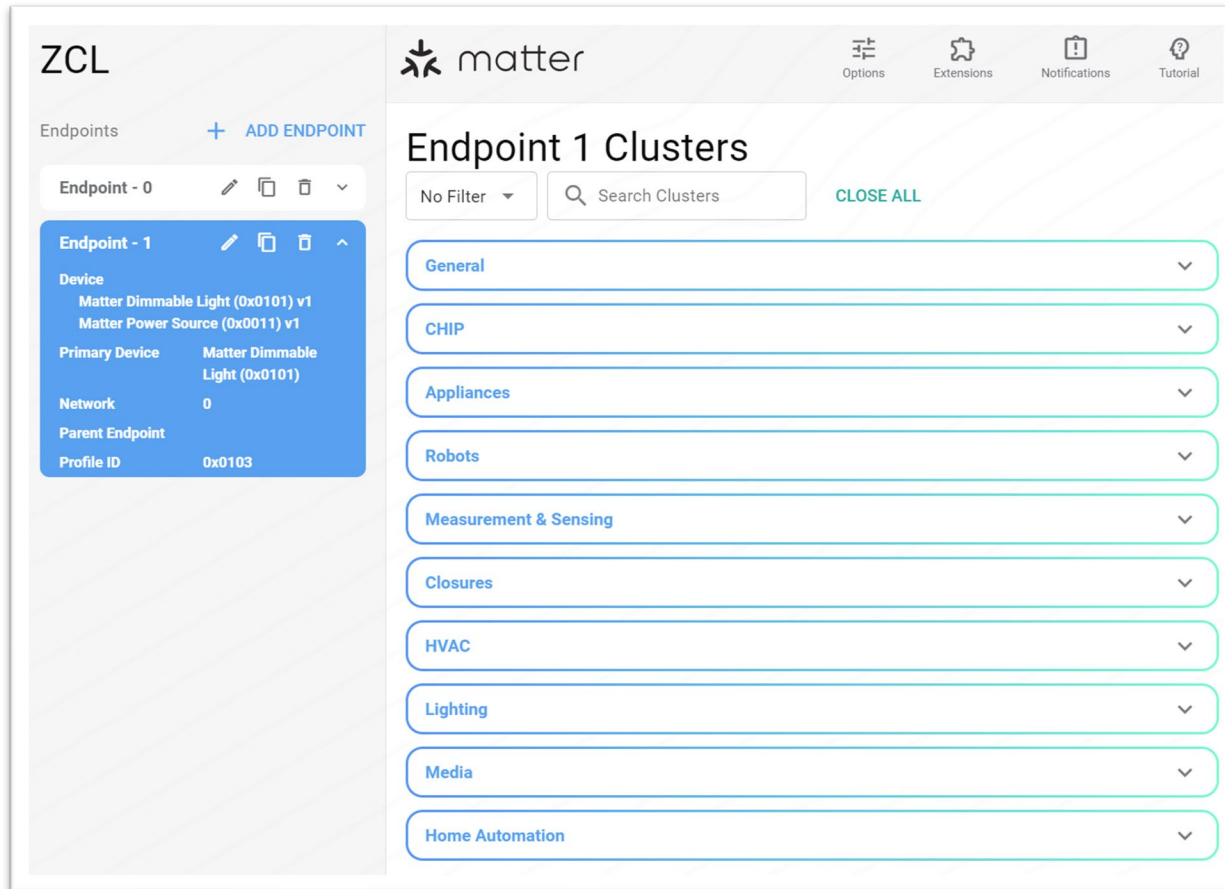 ZCL
Endpoints
ADD ENDPOINT
Endpoint - 0
Endpoint - 1
Device
Matter Dimmable Light (0x0101) v1
Matter Power Source (0x0011) v1
Primary Device Matter Dimmable
Light (0x0101)
Network 0
Parent Endpoint
Profile ID 0x0103
matter
Options Extensions Notifications Tutorial
Endpoint 1 Clusters
No Filter Search Clusters CLOSE ALL
General
CHIP
Appliances
Robots
Measurement & Sensing
Closures
HVAC
Lighting
Media
Home Automation